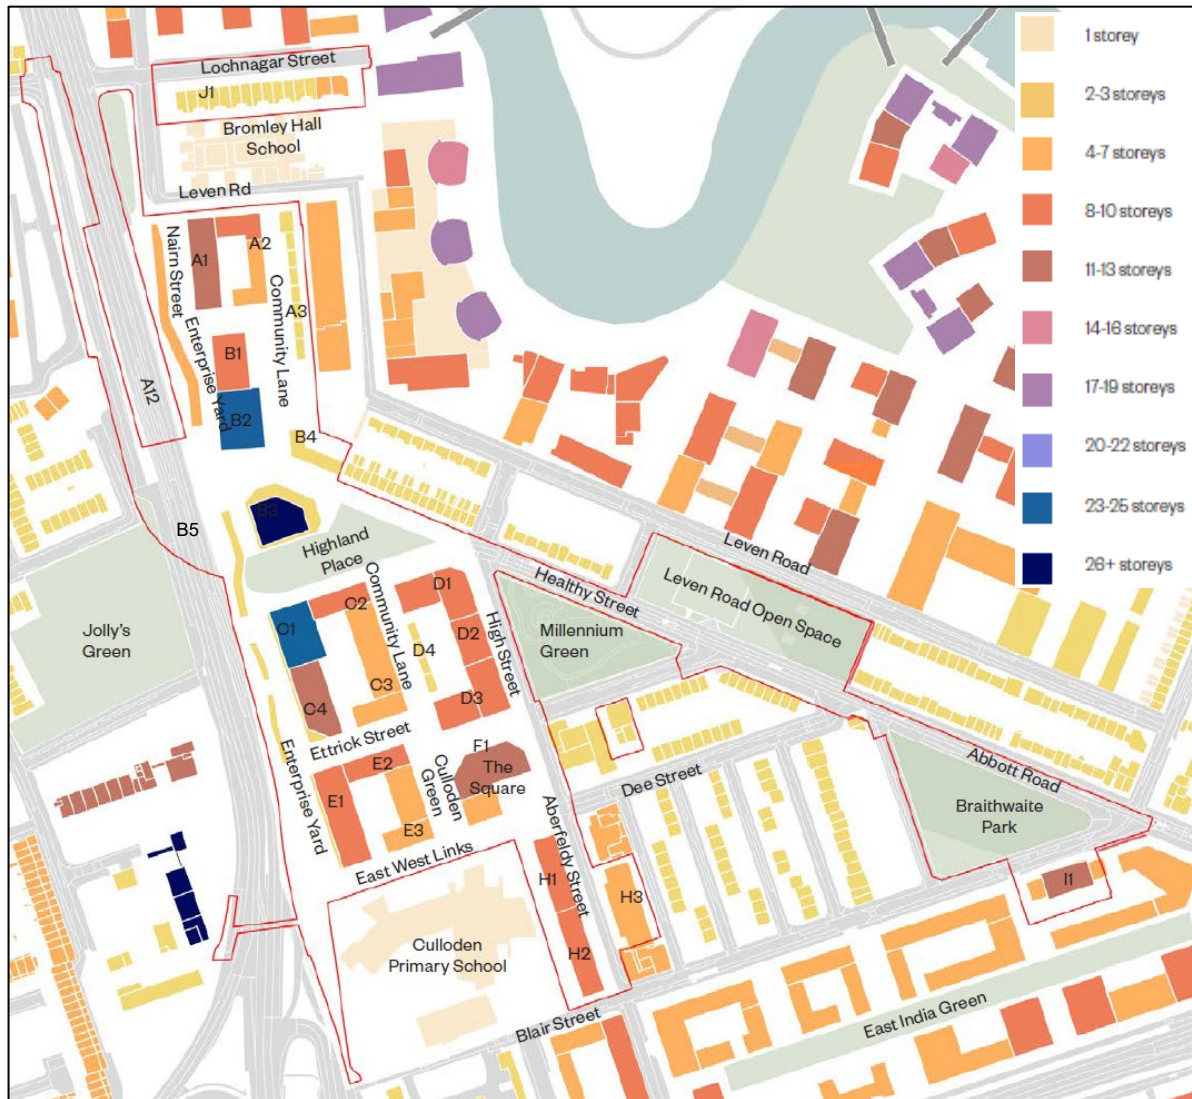 Lochnagar Street
J1
Bromley Hall
School
Leven Rd
Nairn Street
A1
A2
A3
Community Lane
Enterprise Yard
A12
B1
B2
B4
B3
B5
Highland
Place
Jolly's
Green
Leven Road
Healthy Street
Leven Road Open Space
Millennium
Green
C1
C2
Community Lane
D1
D2
High Street
D4
C3
D3
C4
Ettrick Street
Enterprise Yard
E1
E2
Culloden
Green
E3
F1
The
Square
East West Links
Aberfeldy Street
Dee Street
Abbott Road
Braithwaite
Park
I1
H1
H3
H2
Culloden
Primary School
Blair Street
East India Green
1 storey
2-3 storeys
4-7 storeys
8-10 storeys
11-13 storeys
14-16 storeys
17-19 storeys
20-22 storeys
23-25 storeys
26+ storeys